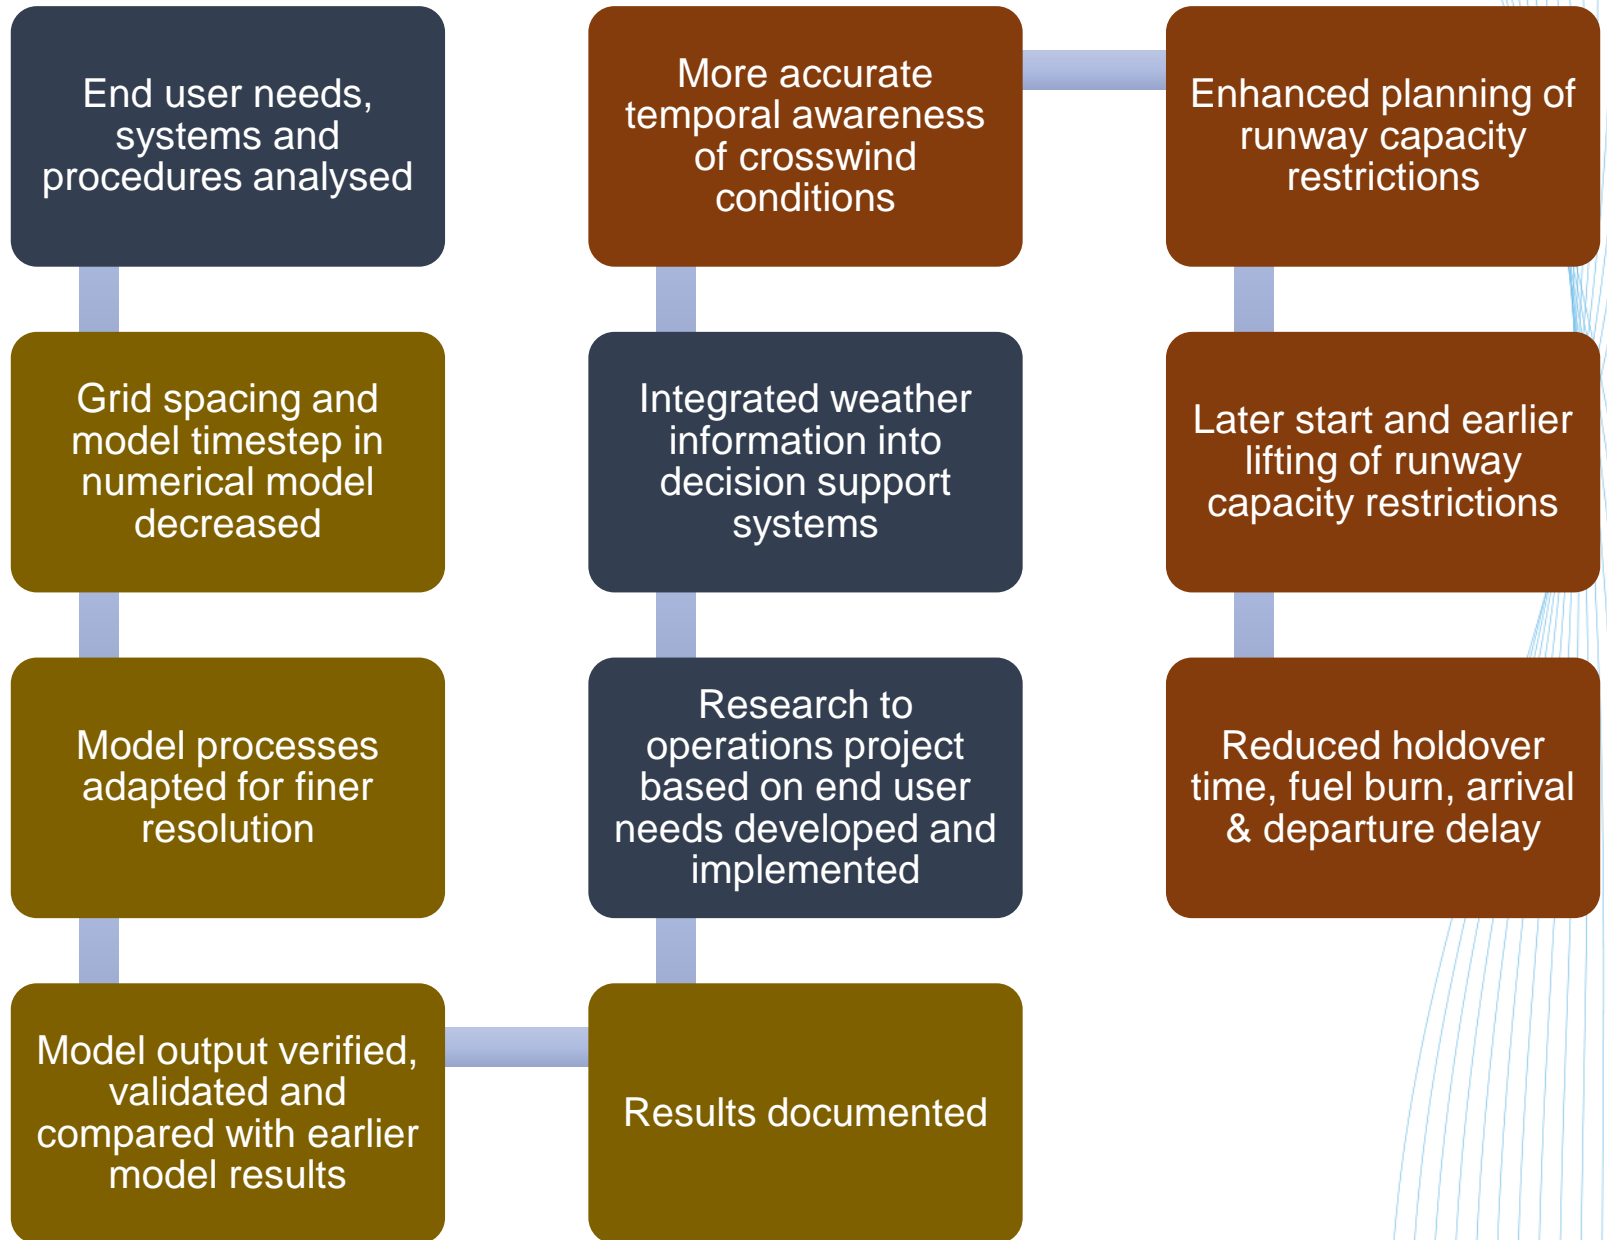 End user needs,
systems and
procedures analysed
Grid spacing and
model timestep in
numerical model
decreased
Model processes
adapted for finer
resolution
Model output verified,
validated and
compared with earlier
model results
Results documented
Research to
operations project
based on end user
needs developed and
implemented
Integrated weather
information into
decision support
systems
More accurate
temporal awareness
of crosswind
conditions
Enhanced planning of
runway capacity
restrictions
Later start and earlier
lifting of runway
capacity restrictions
Reduced holdover
time, fuel burn, arrival
& departure delay